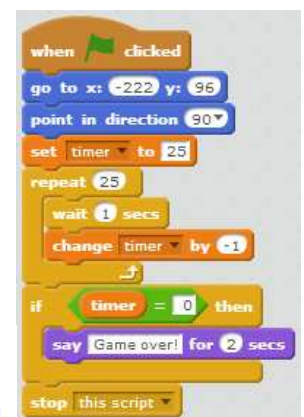 when clicked
go to x: -222 y: 96
point in direction 90
set timer to 25
repeat 25
wait 1 secs
change timer by -1
if timer = 0 then
say Game over! for 2 secs
stop this script